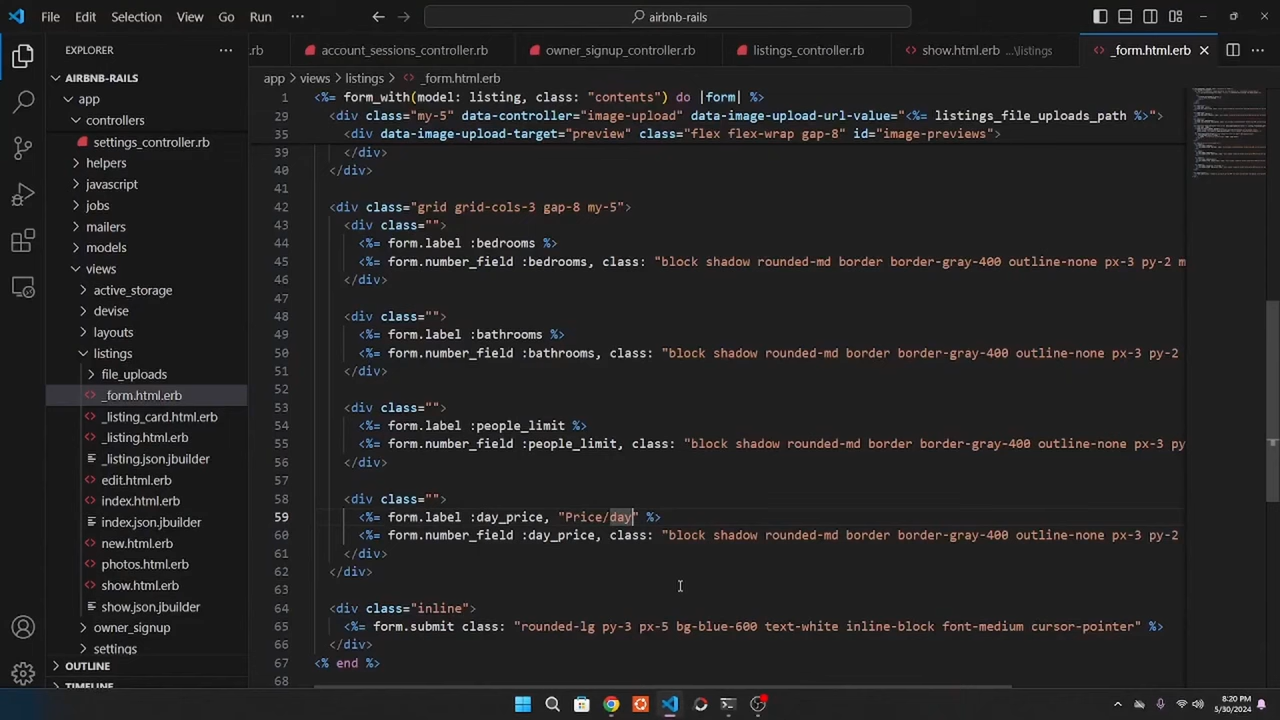 File Edit Selection View Go Run ··· airbnb-rails
EXPLORER ···
.rb account_sessions_controller.rb owner_signup_controller.rb listings_controller.rb show.html.erb ...\listings _form.html.erb
AIRBNB-RAILS
app
controllers
settings_controller.rb
helpers
javascript
jobs
mailers
models
views
active_storage
devise
layouts
listings
file_uploads
_form.html.erb
_listing_card.html.erb
_listing.html.erb
_listing.json.jbuilder
edit.html.erb
index.html.erb
index.json.jbuilder
new.html.erb
photos.html.erb
show.html.erb
show.json.jbuilder
owner_signup
settings
OUTLINE
TIMELINE
app > views > listings > _form.html.erb
1 <%= form_with(model: listing, class: "contents") do |form| %>
29 <div class="my-5" data-controller="image-upload" data-image-upload-url-value="<%= listings_file_uploads_path %>">
35 <div data-image-upload-target="preview" class="flex flex-wrap gap-8" id="image-previews">
39 </div>
40 </div>
41
42 <div class="grid grid-cols-3 gap-8 my-5">
43 <div class="">
44 <%= form.label :bedrooms %>
45 <%= form.number_field :bedrooms, class: "block shadow rounded-md border border-gray-400 outline-none px-3 py-2 m
46 </div>
47
48 <div class="">
49 <%= form.label :bathrooms %>
50 <%= form.number_field :bathrooms, class: "block shadow rounded-md border border-gray-400 outline-none px-3 py-2
51 </div>
52
53 <div class="">
54 <%= form.label :people_limit %>
55 <%= form.number_field :people_limit, class: "block shadow rounded-md border border-gray-400 outline-none px-3 py
56 </div>
57
58 <div class="">
59 <%= form.label :day_price, "Price/day" %>
60 <%= form.number_field :day_price, class: "block shadow rounded-md border border-gray-400 outline-none px-3 py-2
61 </div>
62 </div>
63
64 <div class="inline">
65 <%= form.submit class: "rounded-lg py-3 px-5 bg-blue-600 text-white inline-block font-medium cursor-pointer" %>
66 </div>
67 <% end %>
68
8:20 PM
5/30/2024